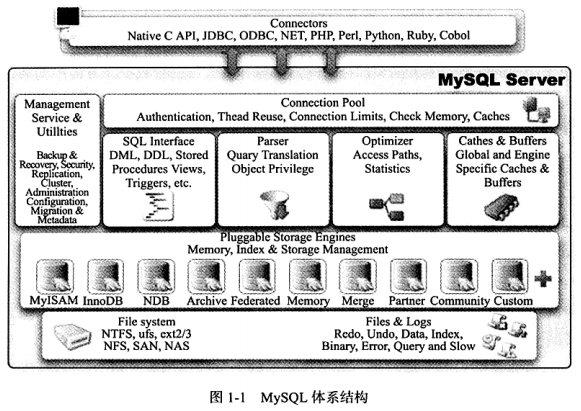 Connectors
Native C API, JDBC, ODBC, NET, PHP, Perl, Python, Ruby, Cobol
MySQL Server
Management
Service &
Utillties
Backup &
Recovery, Security,
Replication,
Cluster,
Administration
Configuration,
Migration &
Metadata
Connection Pool
Authentication, Thead Reuse, Connection Limits, Check Memory, Caches
SQL Interface
DML, DDL, Stored
Procedures Views,
Triggers, etc.
Parser
Quary Translation
Object Privilege
Optimizer
Access Paths,
Statistics
Cathes & Buffers
Global and Engine
Specific Caches &
Buffers
Pluggable Storage Engines
Memory, Index & Storage Management
MyISAM InnoDB NDB Archive Federated Memory Merge Partner Community Custom
File system
NTFS, ufs, ext2/3
NFS, SAN, NAS
Files & Logs
Redo, Undo, Data, Index,
Binary, Error, Query and Slow
图 1-1 MySQL 体系结构